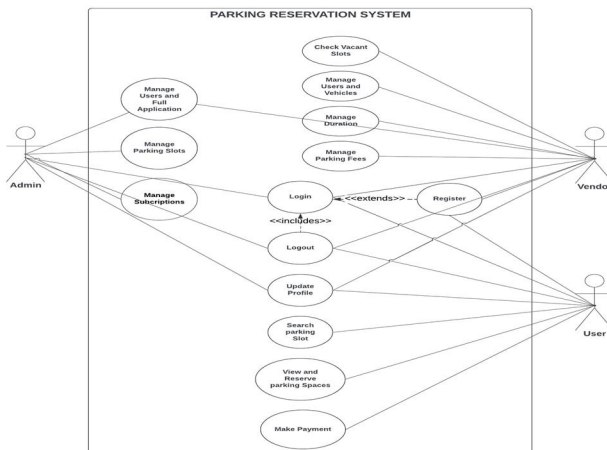 PARKING RESERVATION SYSTEM
Check Vacant
Slots
Manage
Users and
Full
Application
Manage
Users and
Vehicles
Manage
Duration
Manage
Parking Slots
Manage
Parking Fees
Admin
Vendo
Manage
Subcriptions
Login
<<extends>>
Register
<<includes>>
Logout
Update
Profile
Search
parking
Slot
User
View and
Reserve
parking Spaces
Make Payment